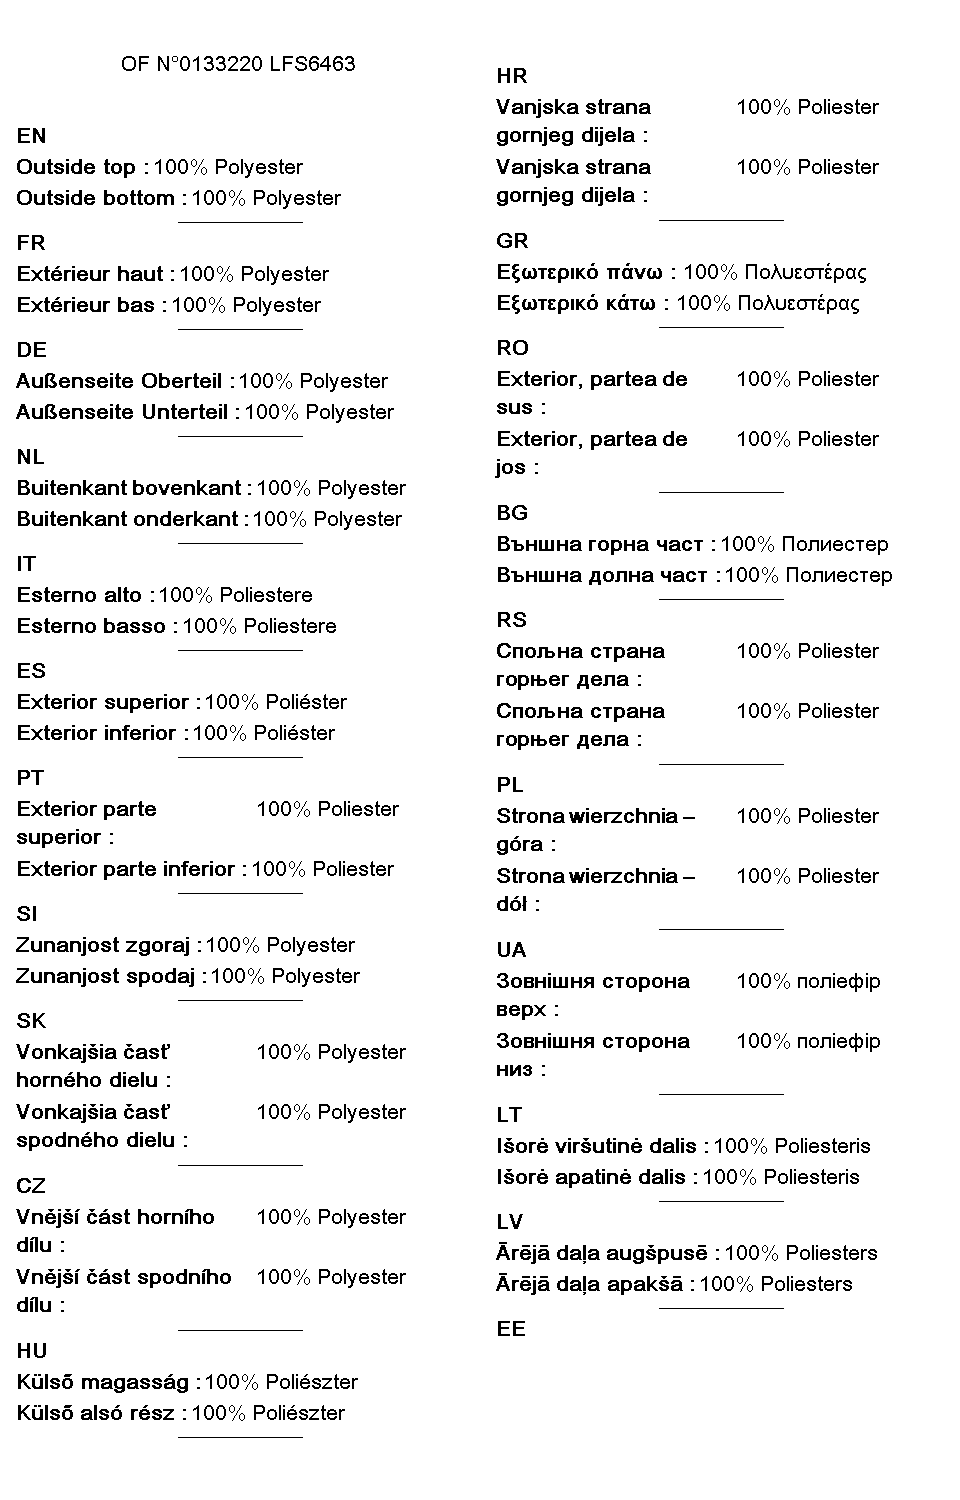 OF N°0133220 LFS6463
EN
Outside top : 100% Polyester
Outside bottom : 100% Polyester
FR
Extérieur haut : 100% Polyester
Extérieur bas : 100% Polyester
DE
Außenseite Oberteil : 100% Polyester
Außenseite Unterteil : 100% Polyester
NL
Buitenkant bovenkant : 100% Polyester
Buitenkant onderkant : 100% Polyester
IT
Esterno alto : 100% Poliestere
Esterno basso : 100% Poliestere
ES
Exterior superior : 100% Poliéster
Exterior inferior : 100% Poliéster
PT
Exterior parte 100% Poliester
superior :
Exterior parte inferior : 100% Poliester
SI
Zunanjost zgoraj : 100% Polyester
Zunanjost spodaj : 100% Polyester
SK
Vonkajšia časť 100% Polyester
horného dielu :
Vonkajšia časť 100% Polyester
spodného dielu :
CZ
Vnější část horního 100% Polyester
dílu :
Vnější část spodního 100% Polyester
dílu :
HU
Külső magasság : 100% Poliészter
Külső alsó rész : 100% Poliészter
HR
Vanjska strana 100% Poliester
gornjeg dijela :
Vanjska strana 100% Poliester
gornjeg dijela :
GR
Εξωτερικό πάνω : 100% Πολυεστέρας
Εξωτερικό κάτω : 100% Πολυεστέρας
RO
Exterior, partea de 100% Poliester
sus :
Exterior, partea de 100% Poliester
jos :
BG
Външна горна част : 100% Полиестер
Външна долна част : 100% Полиестер
RS
Спољна страна 100% Poliester
горњег дела :
Спољна страна 100% Poliester
горњег дела :
PL
Strona wierzchnia – 100% Poliester
góra :
Strona wierzchnia – 100% Poliester
dół :
UA
Зовнішня сторона 100% поліефір
верх :
Зовнішня сторона 100% поліефір
низ :
LT
Išorė viršutinė dalis : 100% Poliesteris
Išorė apatinė dalis : 100% Poliesteris
LV
Ārējā daļa augšpusē : 100% Poliesters
Ārējā daļa apakšā : 100% Poliesters
EE